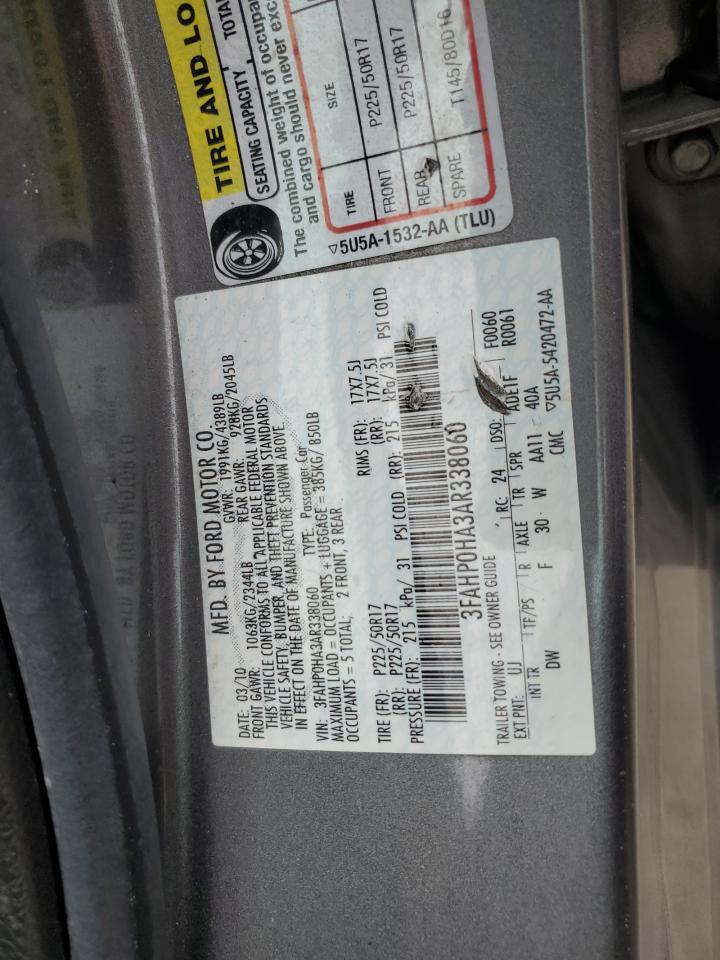 TIRE AND LO
SEATING CAPACITY TOTA
The combined weight of occupa
and cargo should never exc
TIRE SIZE
FRONT P225/50R17
REAR P225/50R17
SPARE T145/80D16
▽5U5A-1532-AA (TLU)
MFD. BY FORD MOTOR CO.
DATE: 03/10 GVWR: 1991KG/4389LB
FRONT GAWR: 1063KG/2344LB REAR GAWR: 928KG/2045LB
THIS VEHICLE CONFORMS TO ALL APPLICABLE FEDERAL MOTOR
VEHICLE SAFETY, BUMPER, AND THEFT PREVENTION STANDARDS
IN EFFECT ON THE DATE OF MANUFACTURE SHOWN ABOVE.
VIN: 3FAHP0HA3AR338060 TYPE: Passenger Car
MAXIMUM LOAD = OCCUPANTS + LUGGAGE = 385KG/ 850LB
OCCUPANTS = 5 TOTAL; 2 FRONT, 3 REAR
TIRE (FR): P225/50R17 RIMS (FR): 17X7.5J
(RR): P225/50R17 (RR): 17X7.5J
PRESSURE (FR): 215 kPa/ 31 PSI COLD (RR): 215 kPa/ 31 PSI COLD
3FAHP0HA3AR338060
TRAILER TOWING - SEE OWNER GUIDE
EXT PNT: UJ RC: 24 DSO: F0060
R0061
INT TR TP/PS R AXLE TR SPR ADE1F
DW F 30 W AA11 40A
CMC ▽5U5A-5420472-AA